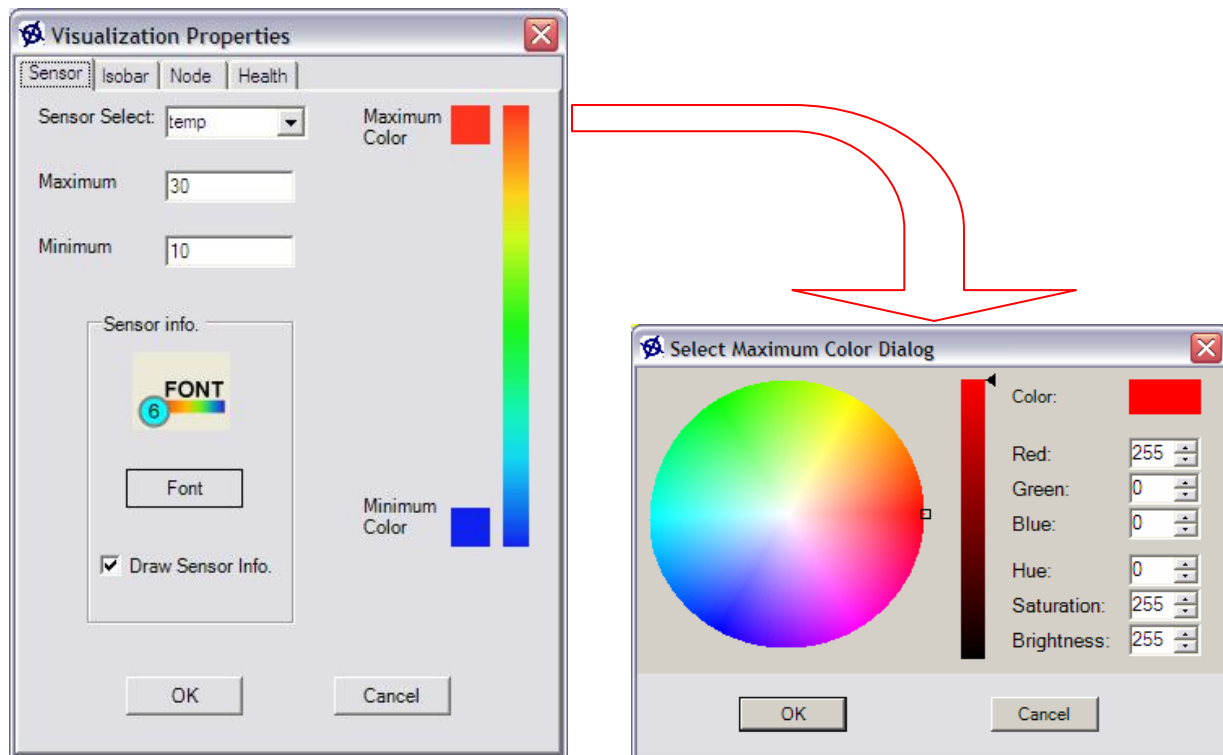 Visualization Properties
Sensor Isobar Node Health
Sensor Select: temp
Maximum Color
Maximum 30
Minimum 10
Sensor info.
FONT
6
Font
Draw Sensor Info.
Minimum Color
OK Cancel
Select Maximum Color Dialog
Color:
Red: 255
Green: 0
Blue: 0
Hue: 0
Saturation: 255
Brightness: 255
OK Cancel